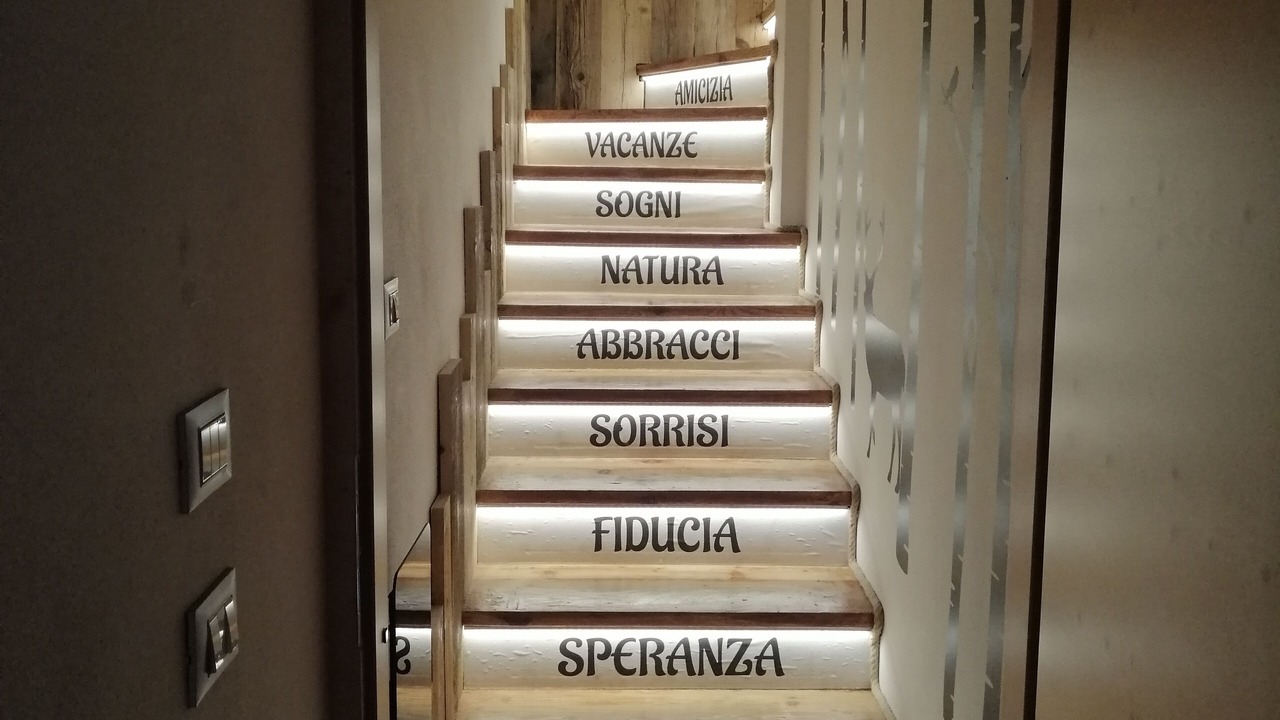 AMICIZIA
VACANZE
SOGNI
NATURA
ABBRACCI
SORRISI
FIDUCIA
SPERANZA